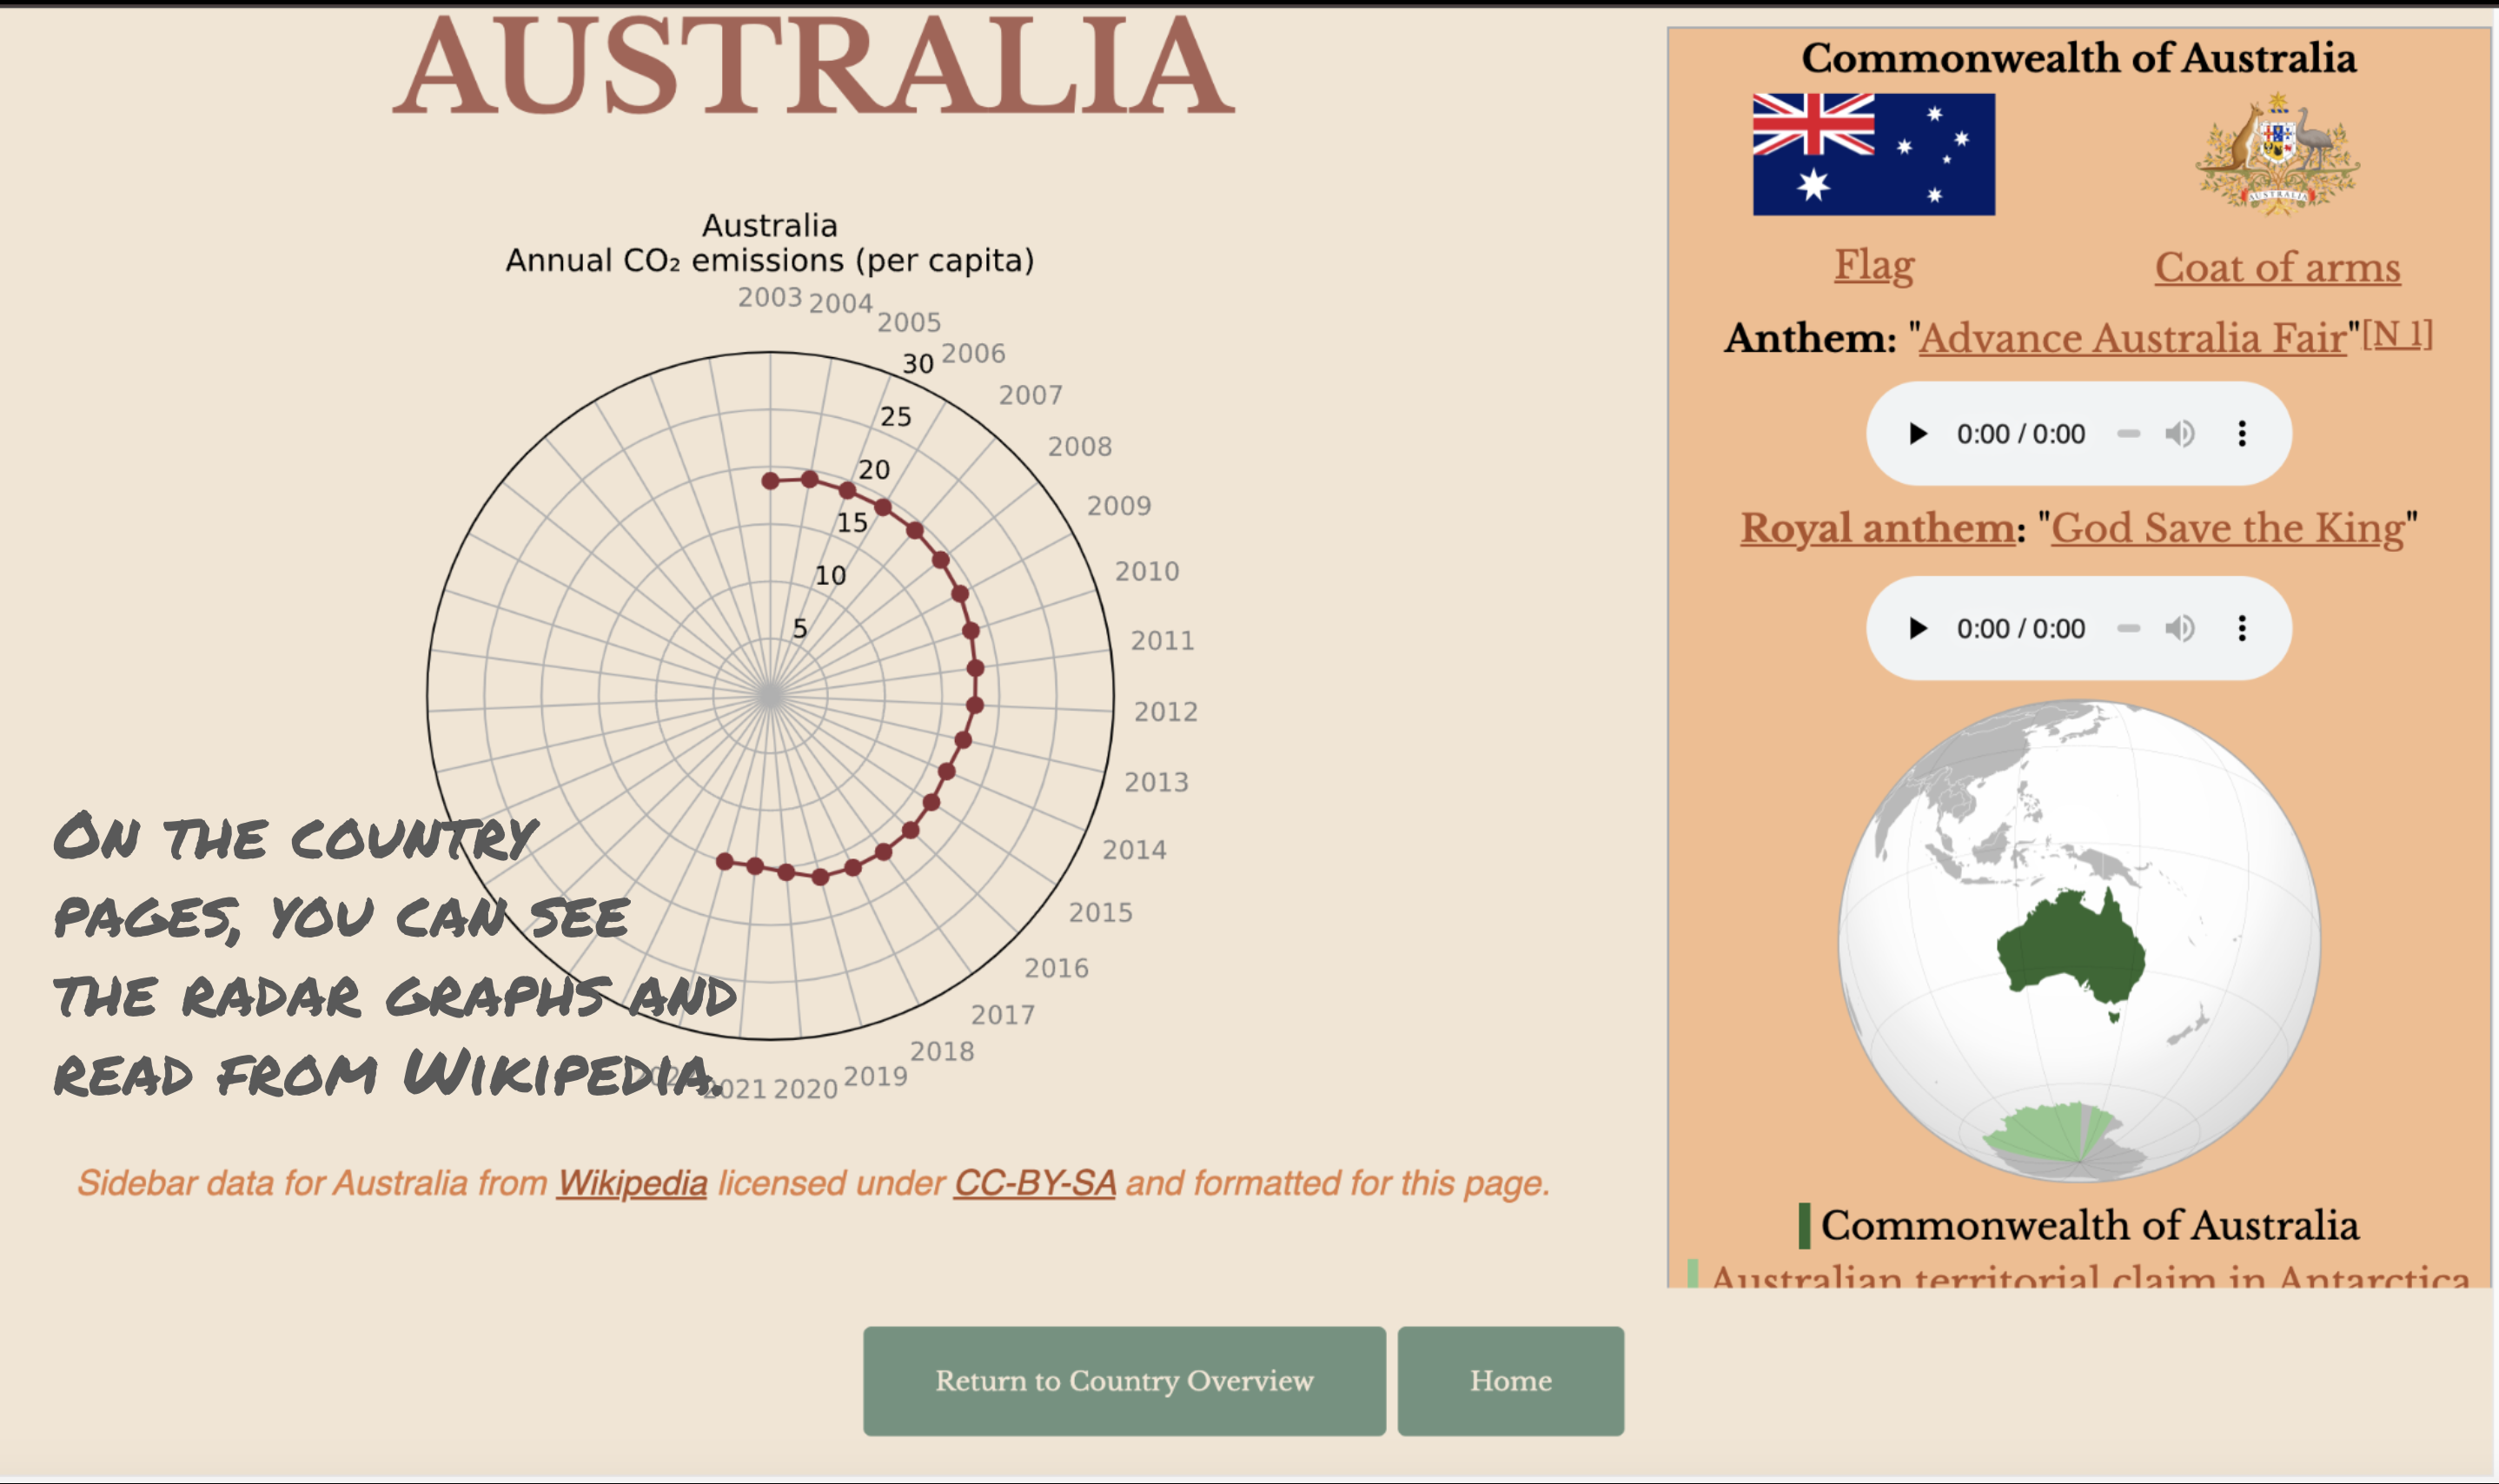 AUSTRALIA
Australia
Annual CO₂ emissions (per capita)
2003
2004
2005
2006
2007
2008
2009
2010
2011
2012
2013
2014
2015
2016
2017
2018
2019
2020
2021
30
25
20
15
10
5
On the country
pages, you can see
the radar graphs and
read from Wikipedia.
Sidebar data for Australia from Wikipedia licensed under CC-BY-SA and formatted for this page.
Commonwealth of Australia
AUSTRALIA
Flag
Coat of arms
Anthem: "Advance Australia Fair"[N 1]
0:00 / 0:00
Royal anthem: "God Save the King"
0:00 / 0:00
Commonwealth of Australia
Australian territorial claim in Antarctica
Return to Country Overview
Home